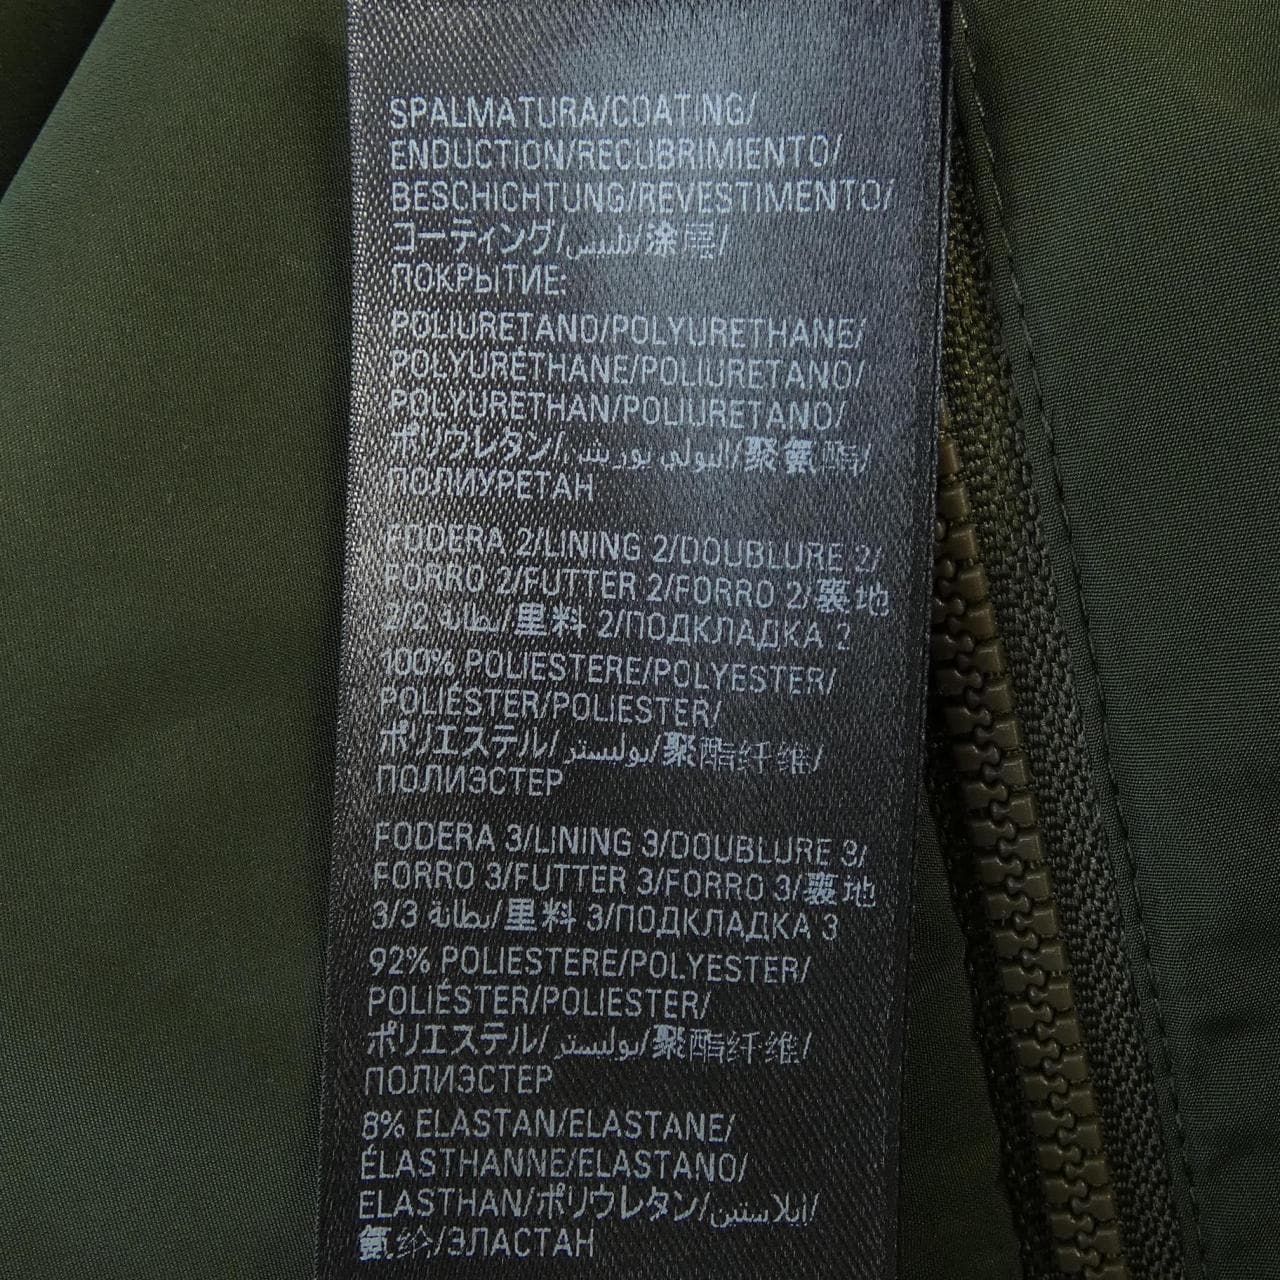 SPALMATURA/COATING/
ENDUCTION/RECUBRIMIENTO/
BESCHICHTUNG/REVESTIMENTO/
コーティング/تلبيس/涂层/
ПОКРЫТИЕ:
POLIURETANO/POLYURETHANE/
POLYURÉTHANE/POLIURETANO/
POLYURETHAN/POLIURETANO/
ポリウレタン/البولي يوريثين/聚氨酯/
ПОЛИУРЕТАН
FODERA 2/LINING 2/DOUBLURE 2/
FORRO 2/FUTTER 2/FORRO 2/裏地
2/2 بطانة/里料 2/ПОДКЛАДКА 2
100% POLIESTERE/POLYESTER/
POLIÉSTER/POLIESTER/
ポリエステル/بوليستر/聚酯纤维/
ПОЛИЭСТЕР
FODERA 3/LINING 3/DOUBLURE 3/
FORRO 3/FUTTER 3/FORRO 3/裏地
3/3 بطانة/里料 3/ПОДКЛАДКА 3
92% POLIESTERE/POLYESTER/
POLIÉSTER/POLIESTER/
ポリエステル/بوليستر/聚酯纤维/
ПОЛИЭСТЕР
8% ELASTAN/ELASTANE/
ÉLASTHANNE/ELASTANO/
ELASTHAN/ポリウレタン/إيلاستين/
氨纶/ЭЛАСТАН